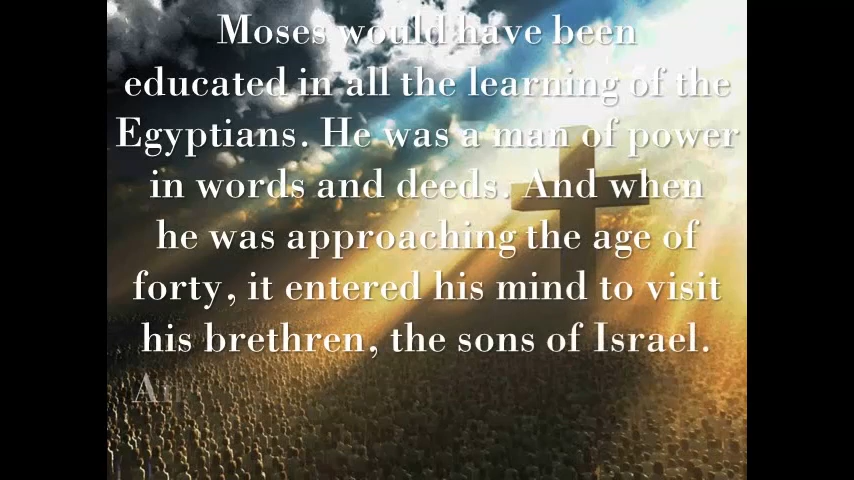 Moses would have been
educated in all the learning of the
Egyptians. He was a man of power
in words and deeds. And when
he was approaching the age of
forty, it entered his mind to visit
his brethren, the sons of Israel.